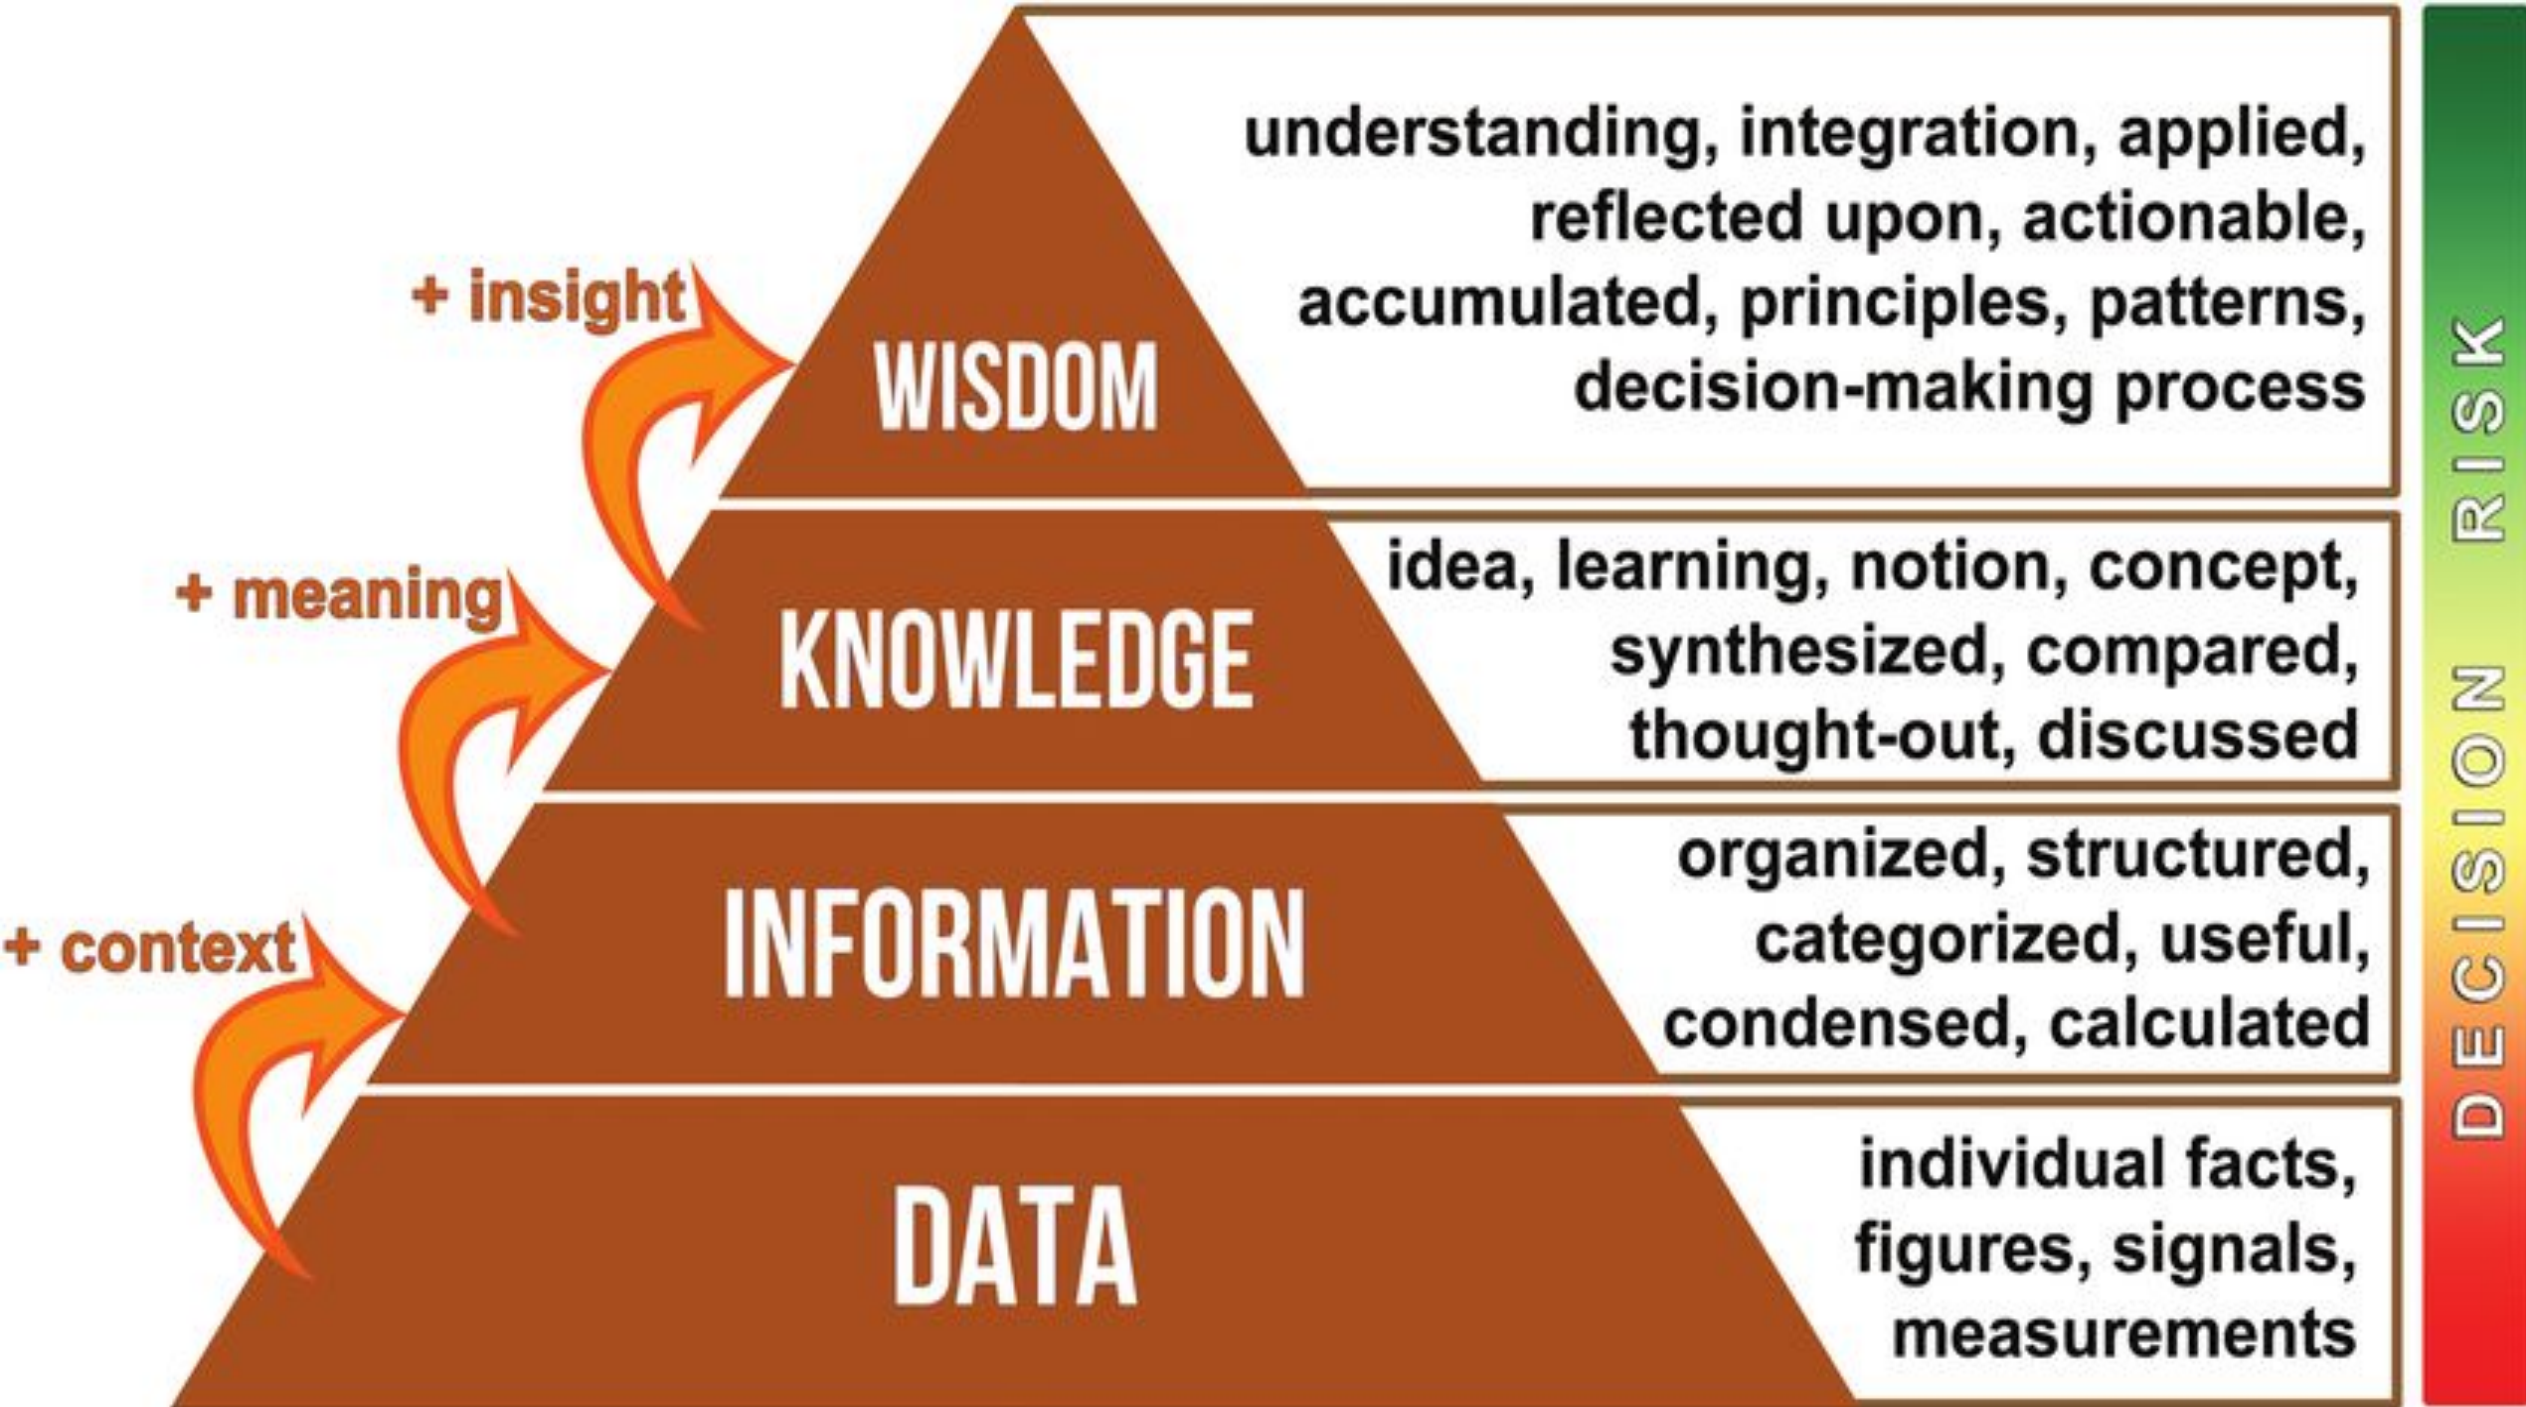 understanding, integration, applied,
reflected upon, actionable,
accumulated, principles, patterns,
decision-making process
+ insight
WISDOM
idea, learning, notion, concept,
synthesized, compared,
thought-out, discussed
+ meaning
KNOWLEDGE
organized, structured,
categorized, useful,
condensed, calculated
+ context
INFORMATION
individual facts,
figures, signals,
measurements
DATA
DECISION RISK